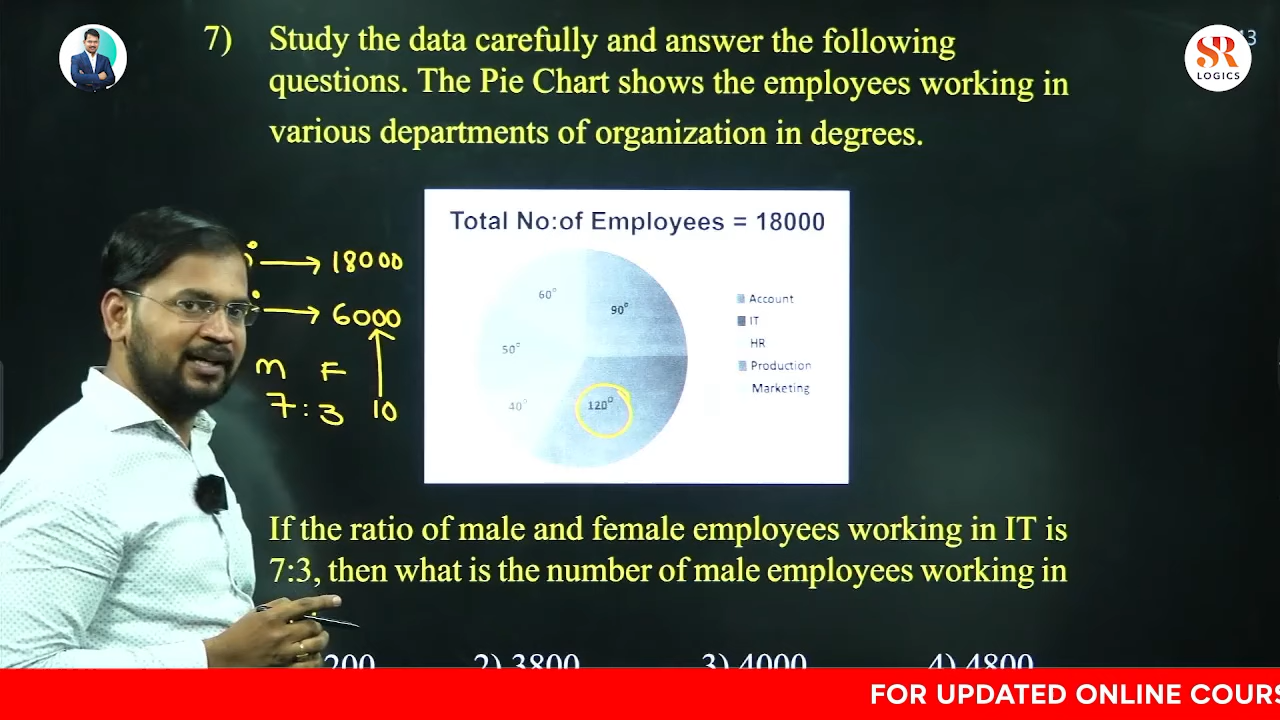 7) Study the data carefully and answer the following
questions. The Pie Chart shows the employees working in
various departments of organization in degrees.
SR
LOGICS
Total No:of Employees = 18000
60°
90°
50°
40°
120°
Account
IT
HR
Production
Marketing
→ 18000
→ 6000
m F
7 : 3 10
If the ratio of male and female employees working in IT is
7:3, then what is the number of male employees working in
200 2) 3800 3) 4000 4) 4800
FOR UPDATED ONLINE